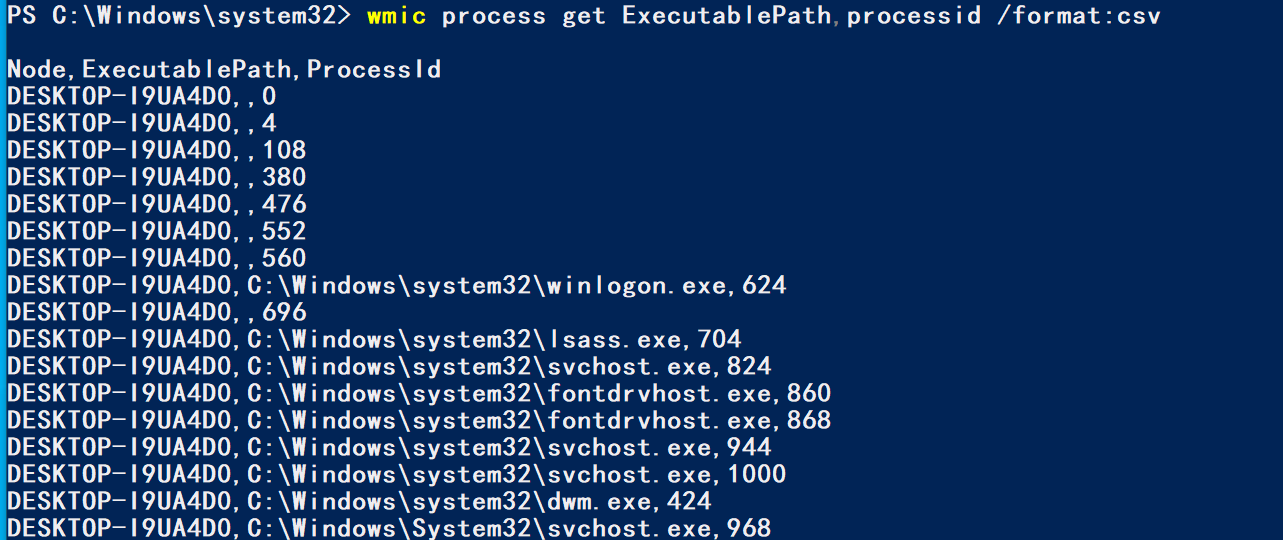 PS C:\Windows\system32> wmic process get ExecutablePath,processid /format:csv
Node,ExecutablePath,ProcessId
DESKTOP-I9UA4D0,,0
DESKTOP-I9UA4D0,,4
DESKTOP-I9UA4D0,,108
DESKTOP-I9UA4D0,,380
DESKTOP-I9UA4D0,,476
DESKTOP-I9UA4D0,,552
DESKTOP-I9UA4D0,,560
DESKTOP-I9UA4D0,C:\Windows\system32\winlogon.exe,624
DESKTOP-I9UA4D0,,696
DESKTOP-I9UA4D0,C:\Windows\system32\lsass.exe,704
DESKTOP-I9UA4D0,C:\Windows\system32\svchost.exe,824
DESKTOP-I9UA4D0,C:\Windows\system32\fontdrvhost.exe,860
DESKTOP-I9UA4D0,C:\Windows\system32\fontdrvhost.exe,868
DESKTOP-I9UA4D0,C:\Windows\system32\svchost.exe,944
DESKTOP-I9UA4D0,C:\Windows\system32\svchost.exe,1000
DESKTOP-I9UA4D0,C:\Windows\system32\dwm.exe,424
DESKTOP-I9UA4D0,C:\Windows\System32\svchost.exe,968